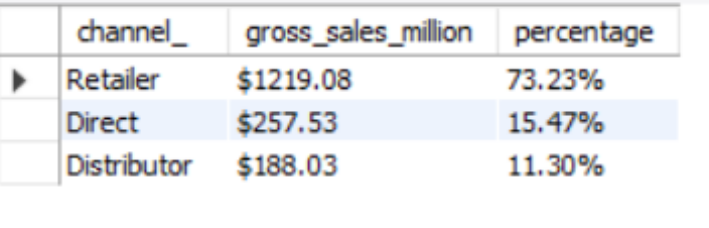 channel_ gross_sales_million percentage
Retailer $1219.08 73.23%
Direct $257.53 15.47%
Distributor $188.03 11.30%